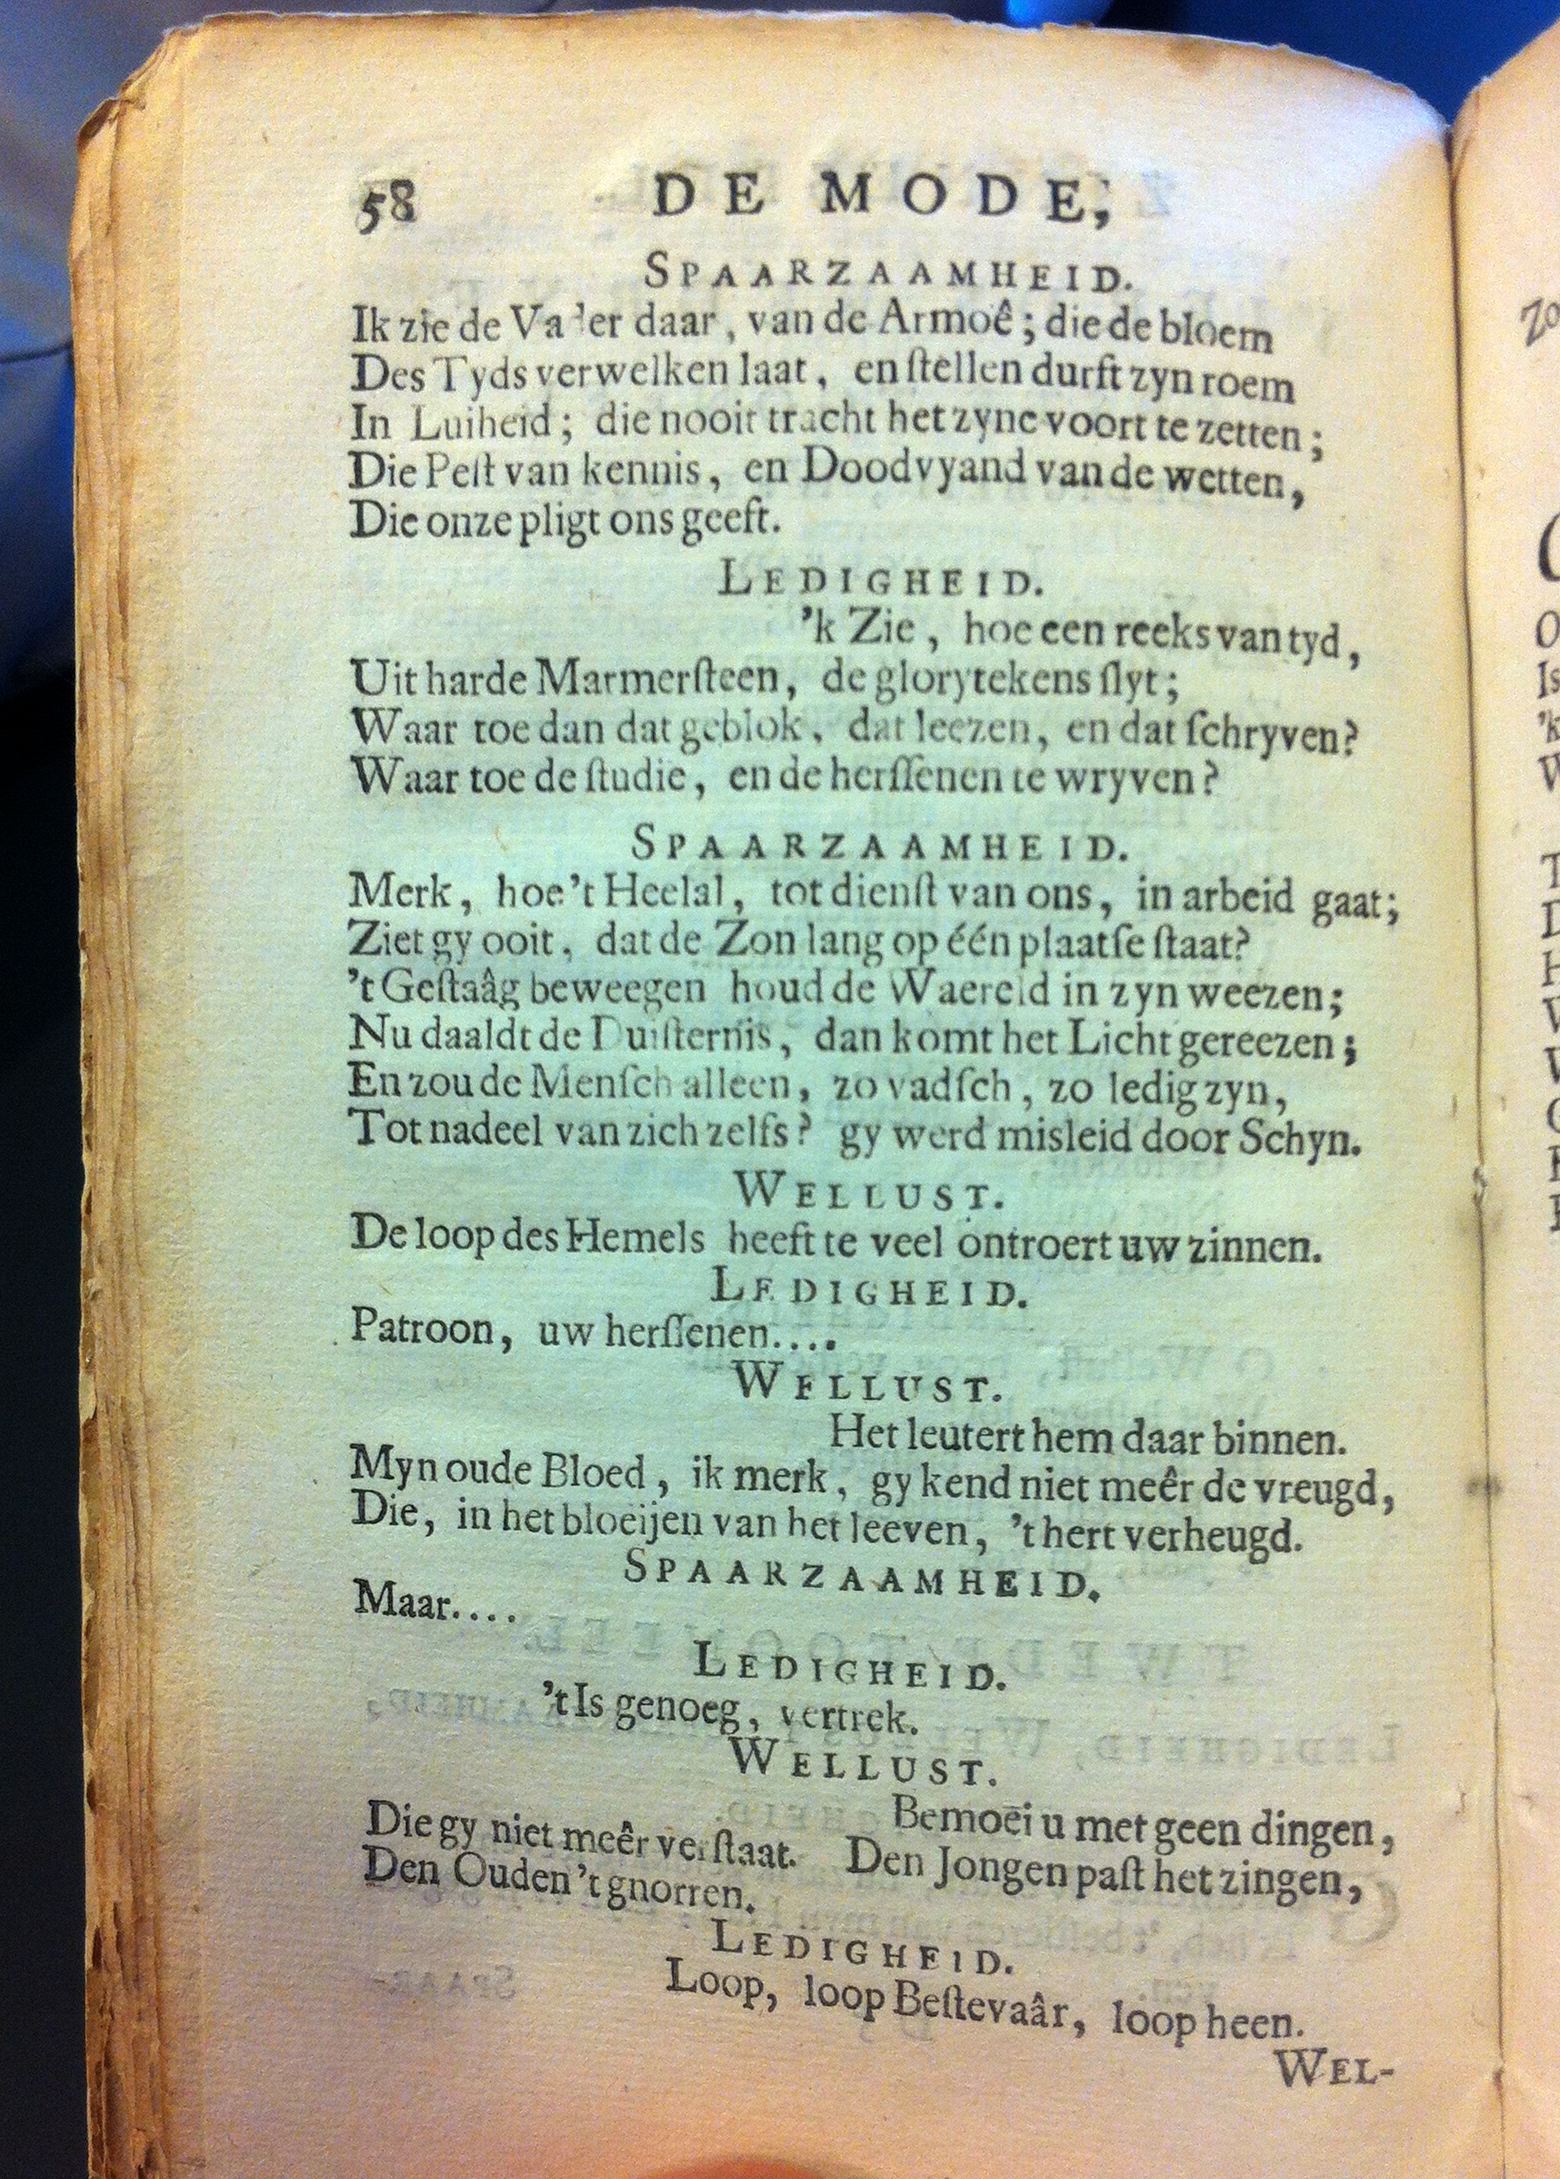 58 DE MODE,
SPAARZAAMHEID.
Ik zie de Vader daar, van de Armoê; die de bloem
Des Tyds verwelken laat, en ſtellen durft zyn roem
In Luiheid; die nooit tracht het zyne voort te zetten;
Die Peſt van kennis, en Doodvyand van de wetten,
Die onze pligt ons geeft.
LEDIGHEID.
'k Zie, hoe een reeks van tyd,
Uit harde Marmerſteen, de glorytekens ſlyt;
Waar toe dan dat geblok, dat leezen, en dat ſchryven?
Waar toe de ſtudie, en de herſſenen te wryven?
SPAARZAAMHEID.
Merk, hoe 't Heelal, tot dienſt van ons, in arbeid gaat;
Ziet gy ooit, dat de Zon lang op één plaatſe ſtaat?
't Geſtaâg beweegen houd de Waereld in zyn weezen;
Nu daaldt de Duiſternis, dan komt het Licht gereezen;
En zou de Menſch alleen, zo vadſch, zo ledig zyn,
Tot nadeel van zich zelfs? gy werd misleid door Schyn.
WELLUST.
De loop des Hemels heeft te veel ontroert uw zinnen.
LEDIGHEID.
Patroon, uw herſſenen....
WELLUST.
Het leutert hem daar binnen.
Myn oude Bloed, ik merk, gy kend niet meêr de vreugd,
Die, in het bloeijen van het leeven, 't hert verheugd.
SPAARZAAMHEID.
Maar....
LEDIGHEID.
't Is genoeg, vertrek.
WELLUST.
Bemoei u met geen dingen,
Die gy niet meêr verſtaat. Den Jongen paſt het zingen,
Den Ouden 't gnorren.
LEDIGHEID.
Loop, loop Beſtevaâr, loop heen.
WEL-